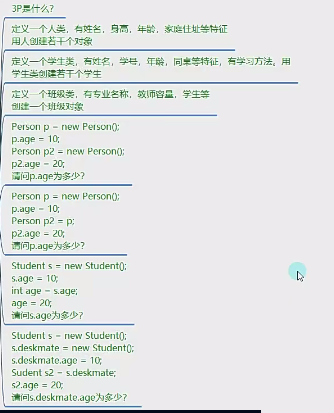 3P是什么？
定义一个人类，有姓名，身高，年龄，家庭住址等特征
用人创建若干个对象
定义一个学生类，有姓名，学号，年龄，同桌等特征，有学习方法。用
学生类创建若干个学生
定义一个班级类，有专业名称，教师容量，学生等
创建一个班级对象
Person p = new Person();
p.age = 10;
Person p2 = new Person();
p2.age = 20;
请问p.age为多少？
Person p = new Person();
p.age = 10;
Person p2 = p;
p2.age = 20;
请问p.age为多少？
Student s = new Student();
s.age = 10;
int age = s.age;
age = 20;
请问s.age为多少？
Student s = new Student();
s.deskmate = new Student();
s.deskmate.age = 10;
Sudent s2 = s.deskmate;
s2.age = 20;
请问s.deskmate.age为多少？